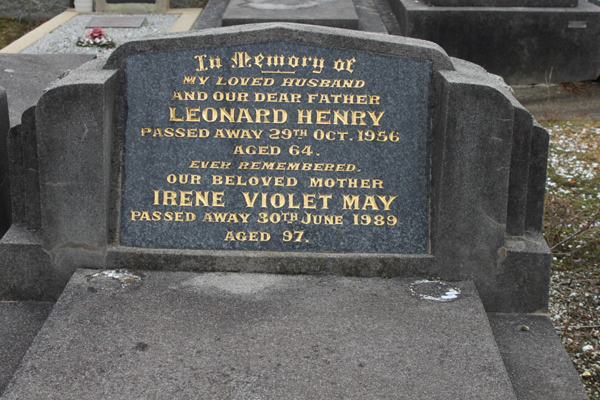 In Memory of
MY LOVED HUSBAND
AND OUR DEAR FATHER
LEONARD HENRY
PASSED AWAY 29TH OCT. 1956
AGED 64.
EVER REMEMBERED.
OUR BELOVED MOTHER
IRENE VIOLET MAY
PASSED AWAY 30TH JUNE 1989
AGED 97.